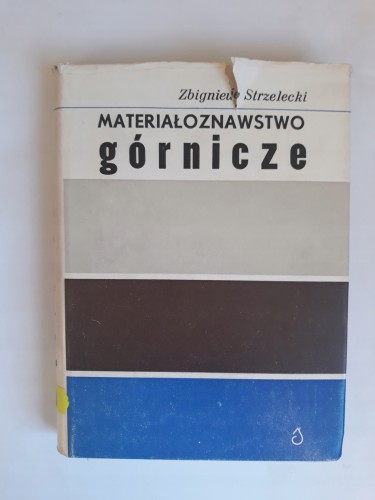 Zbigniew Strzelecki
MATERIAŁOZNAWSTWO
górnicze